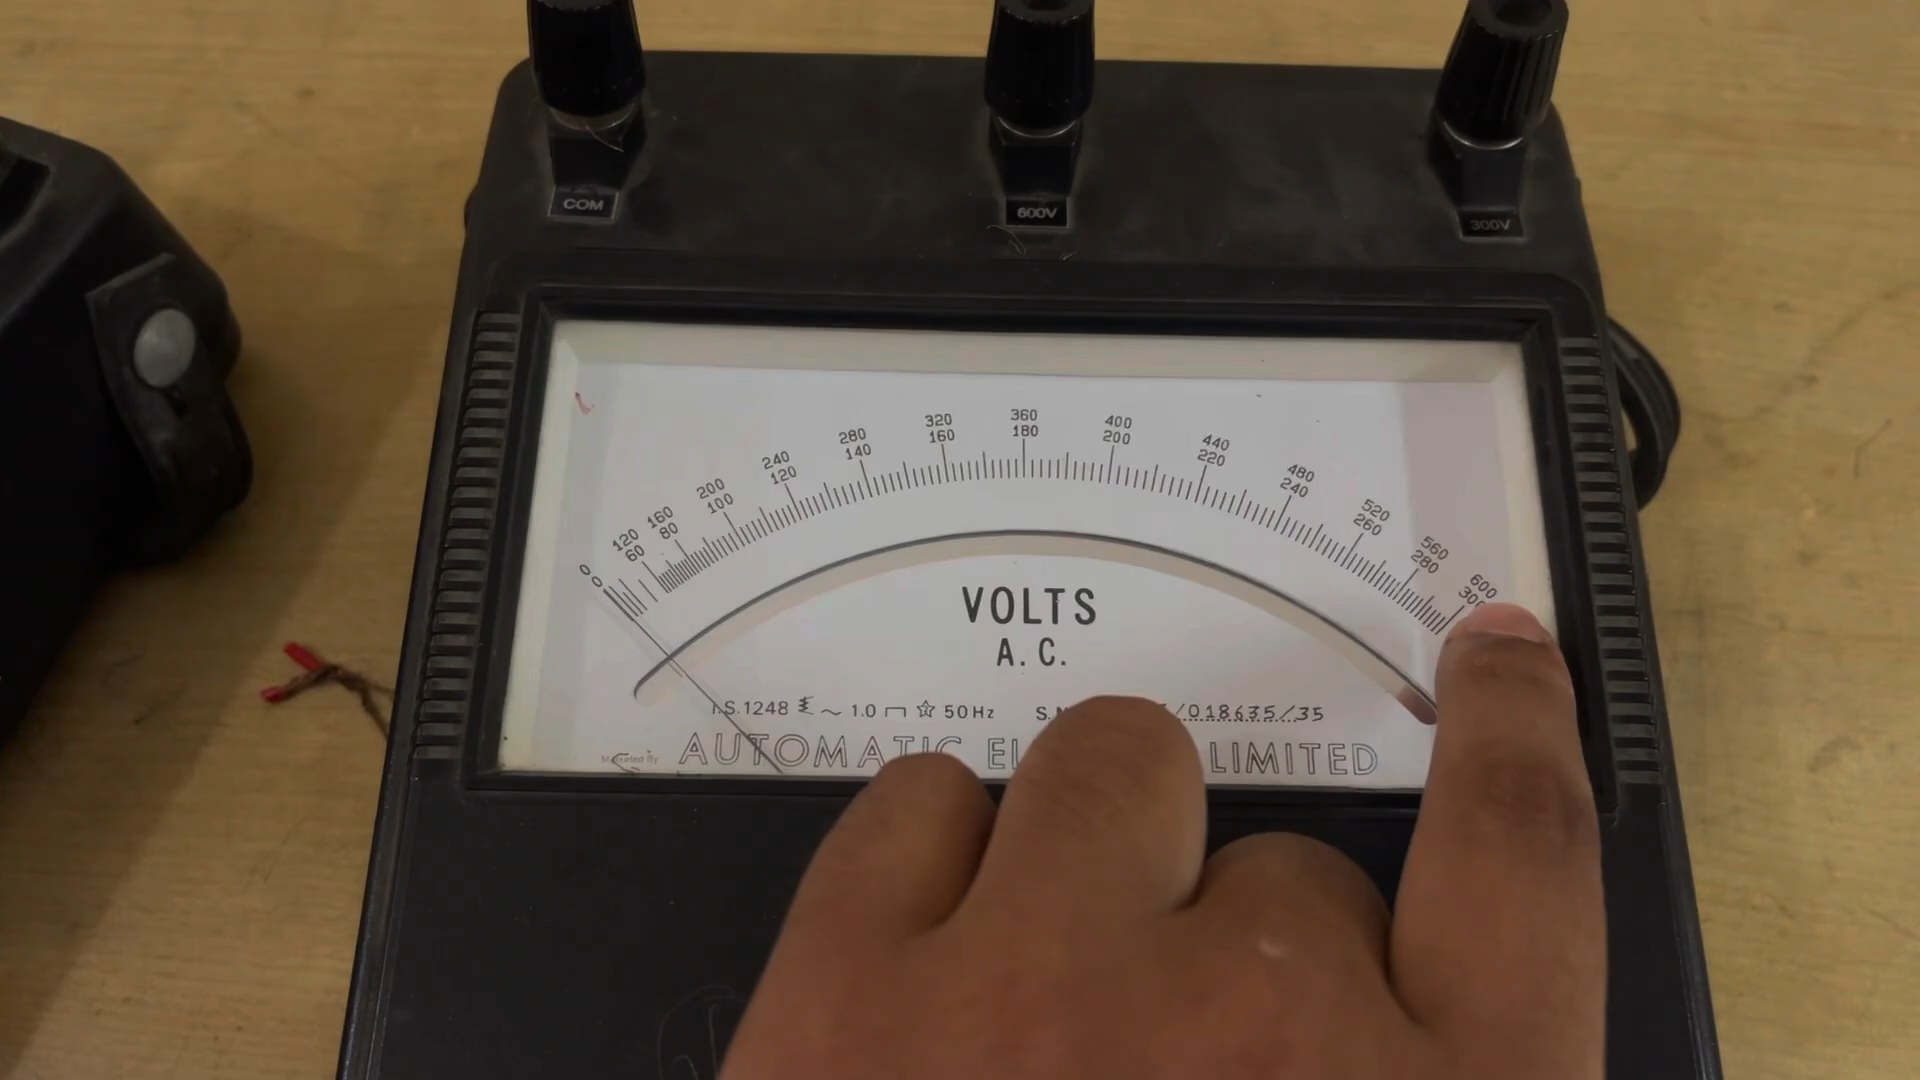 COM 600V 300V
0 120 160 200 240 280 320 360 400 440 480 520 560 600
0 60 80 100 120 140 160 180 200 220 240 260 280 300
VOLTS
A.C.
I.S.1248 ~ 1.0 50Hz /018635/35
Marketed By AUTOMATIC LIMITED